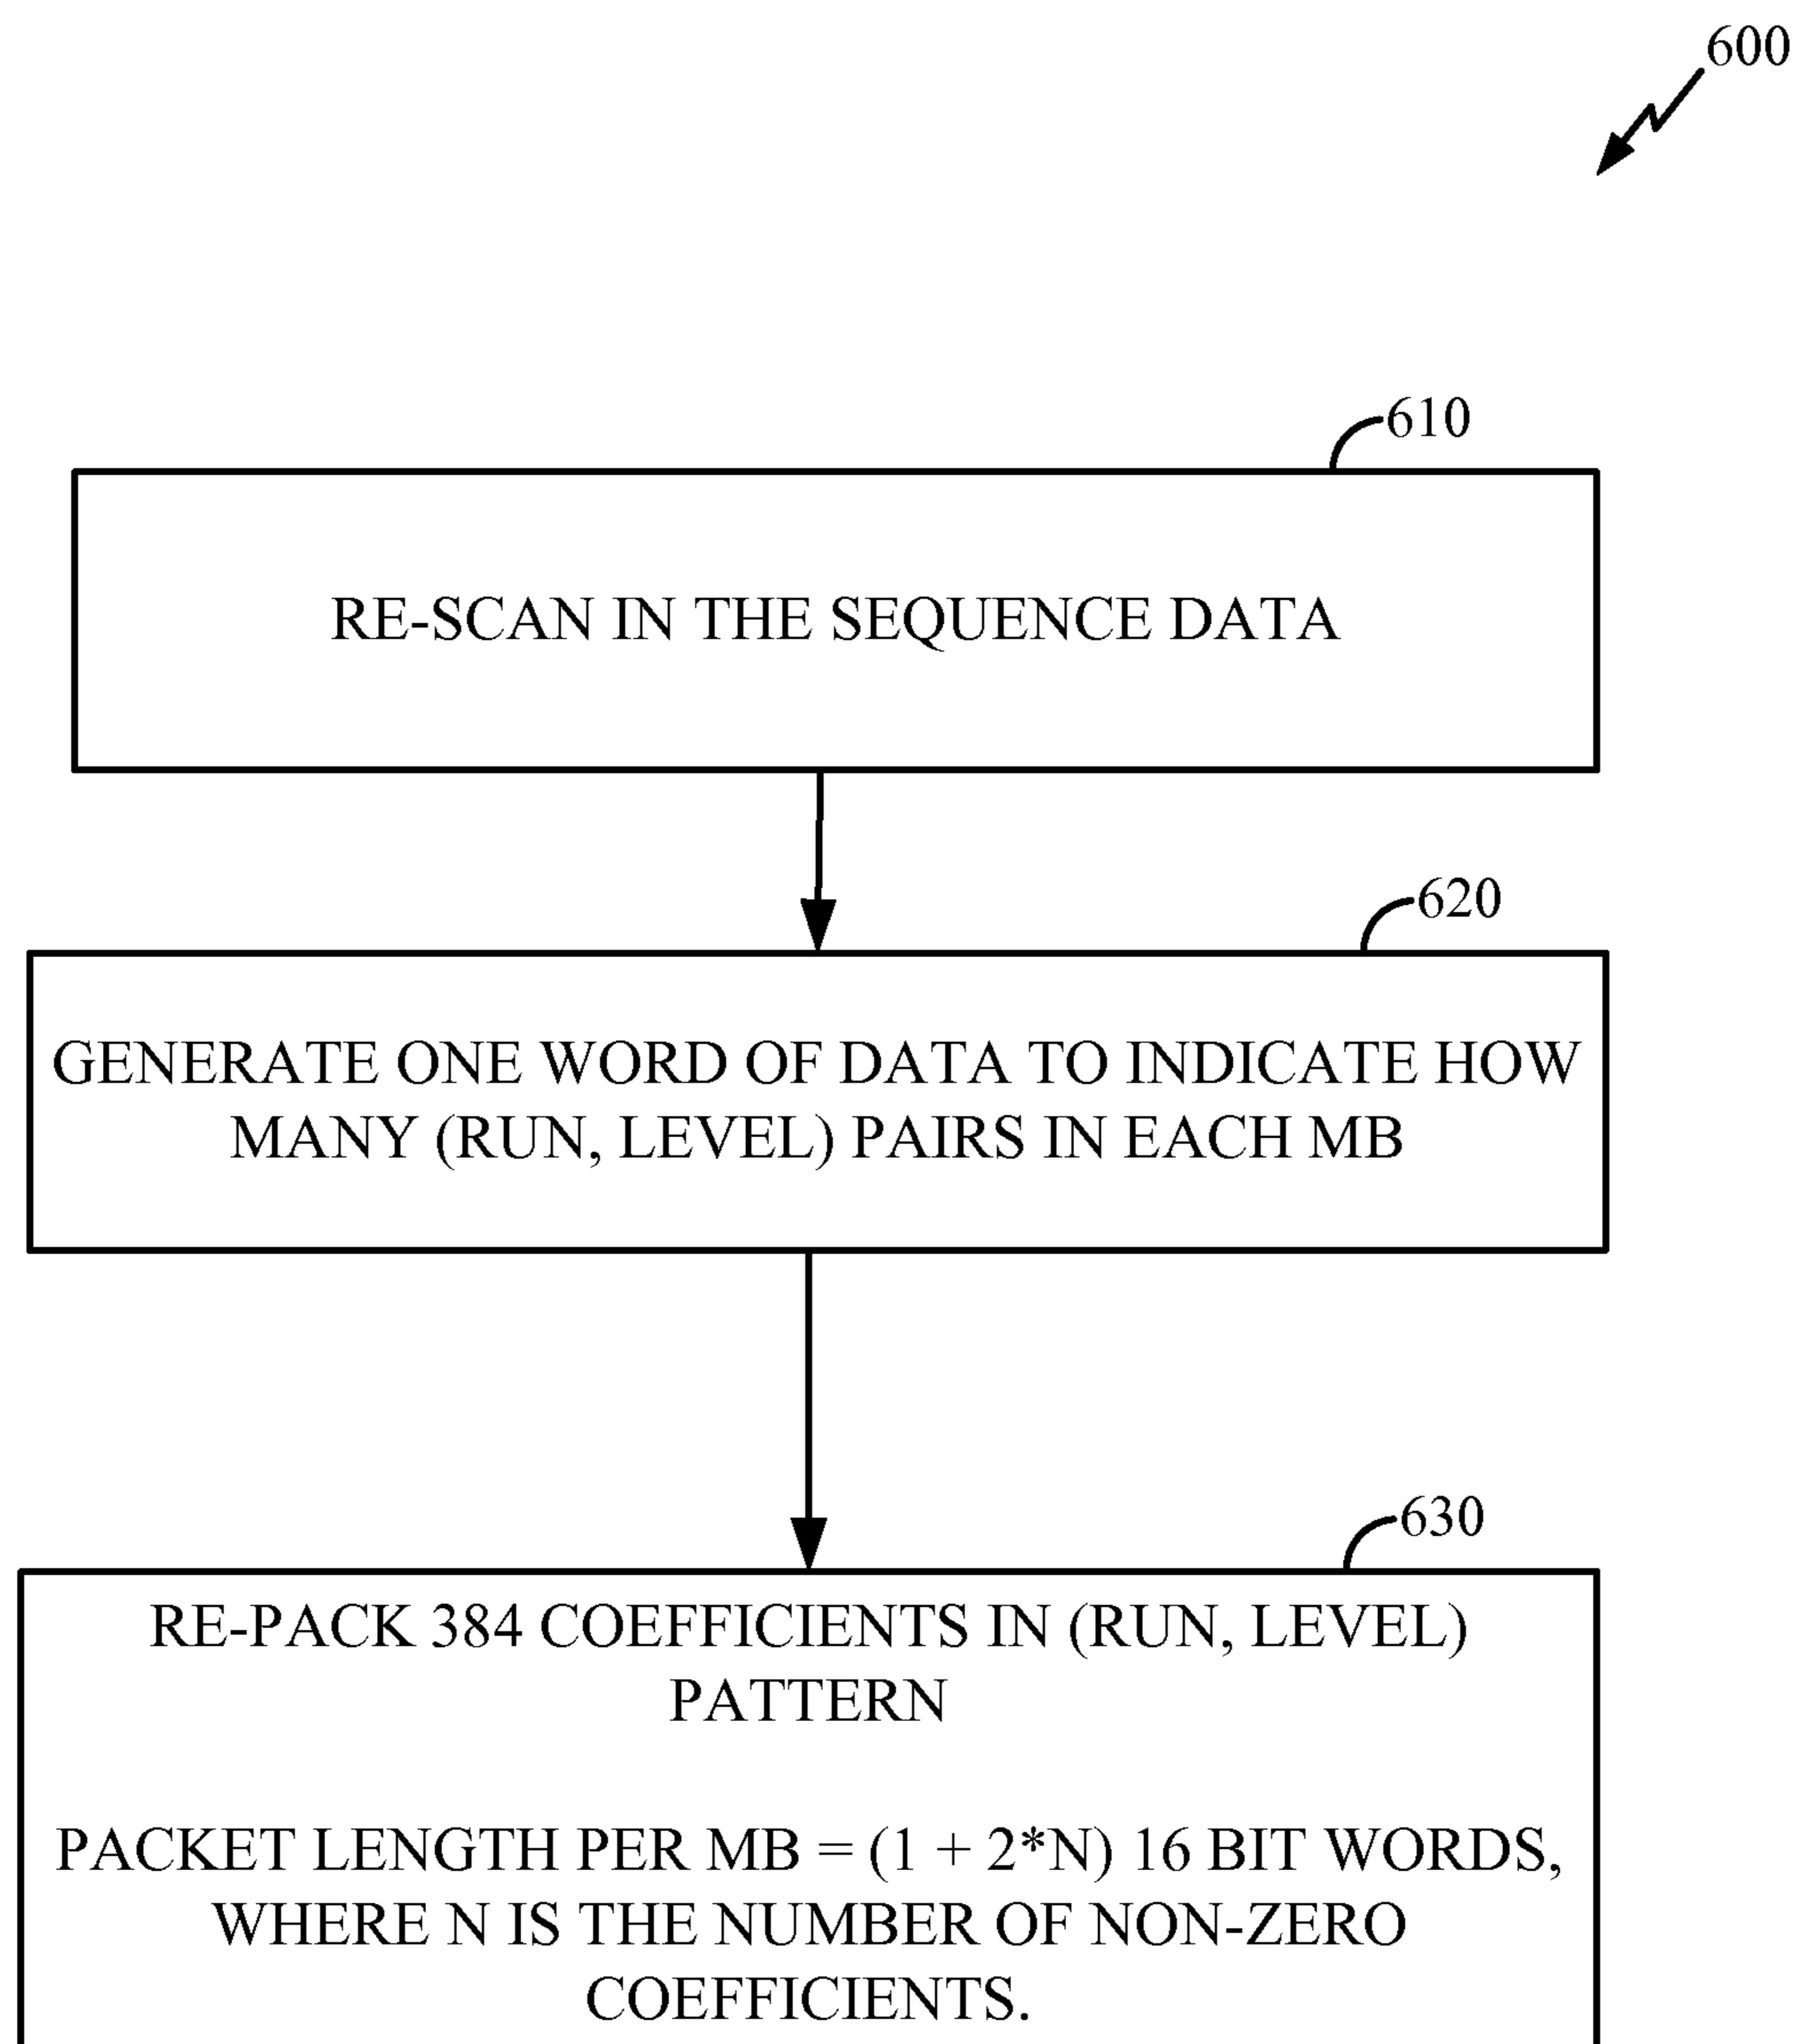 600
610
RE-SCAN IN THE SEQUENCE DATA
620
GENERATE ONE WORD OF DATA TO INDICATE HOW
MANY (RUN, LEVEL) PAIRS IN EACH MB
630
RE-PACK 384 COEFFICIENTS IN (RUN, LEVEL)
PATTERN
PACKET LENGTH PER MB = (1 + 2*N) 16 BIT WORDS,
WHERE N IS THE NUMBER OF NON-ZERO
COEFFICIENTS.